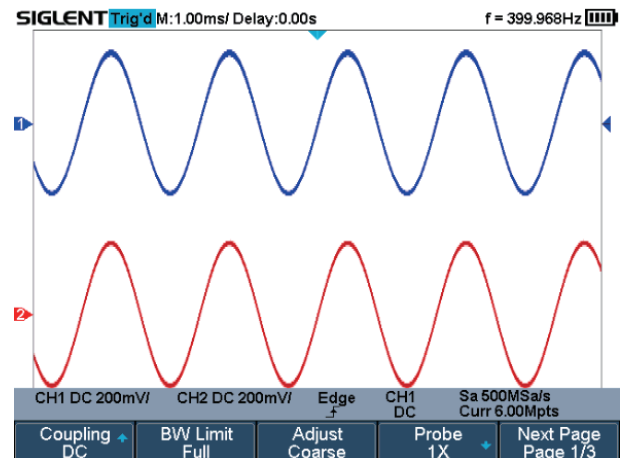 SIGLENT Trig'd M:1.00ms/ Delay:0.00s f = 399.968Hz
1
2
CH1 DC 200mV/ CH2 DC 200mV/ Edge CH1 Sa 500MSa/s
DC Curr 6.00Mpts
Coupling BW Limit Adjust Probe Next Page
DC Full Coarse 1X Page 1/3